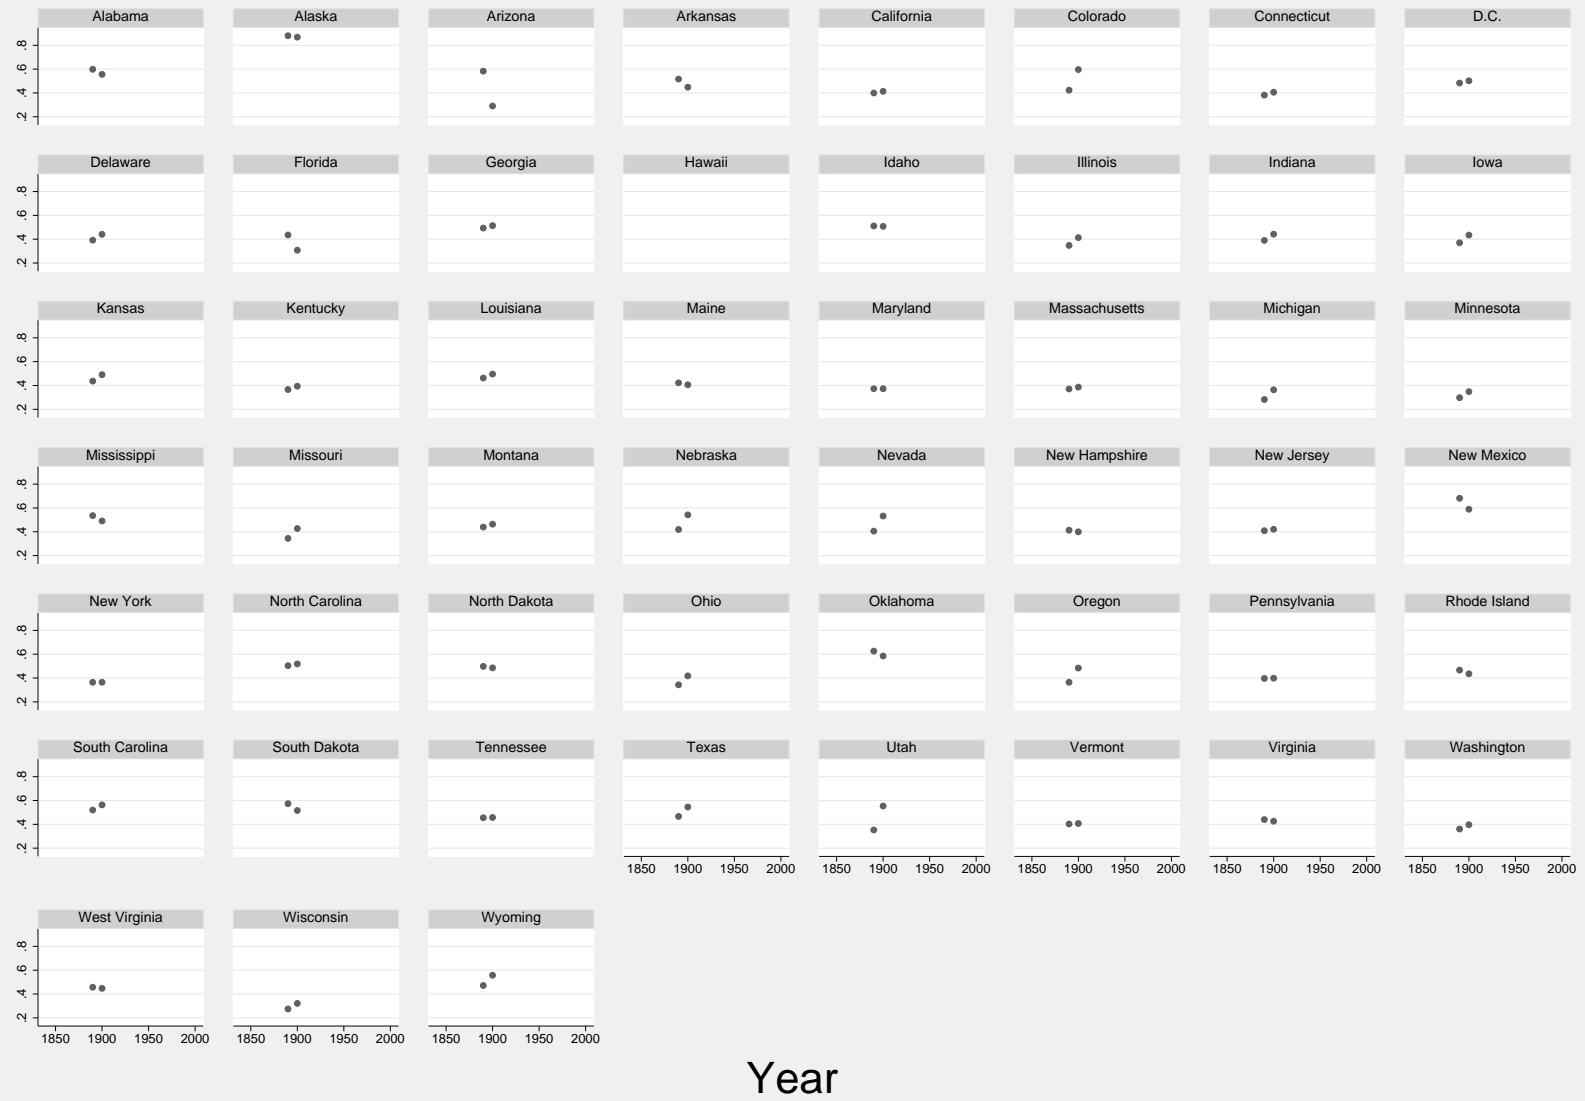 Alabama Alaska Arizona Arkansas California Colorado Connecticut D.C.
.8
.6
.4
.2
Delaware Florida Georgia Hawaii Idaho Illinois Indiana Iowa
.8
.6
.4
.2
Kansas Kentucky Louisiana Maine Maryland Massachusetts Michigan Minnesota
.8
.6
.4
.2
Mississippi Missouri Montana Nebraska Nevada New Hampshire New Jersey New Mexico
.8
.6
.4
.2
New York North Carolina North Dakota Ohio Oklahoma Oregon Pennsylvania Rhode Island
.8
.6
.4
.2
South Carolina South Dakota Tennessee Texas Utah Vermont Virginia Washington
.8
.6
.4
.2
1850 1900 1950 2000 1850 1900 1950 2000 1850 1900 1950 2000 1850 1900 1950 2000 1850 1900 1950 2000
West Virginia Wisconsin Wyoming
.8
.6
.4
.2
1850 1900 1950 2000 1850 1900 1950 2000 1850 1900 1950 2000
Year